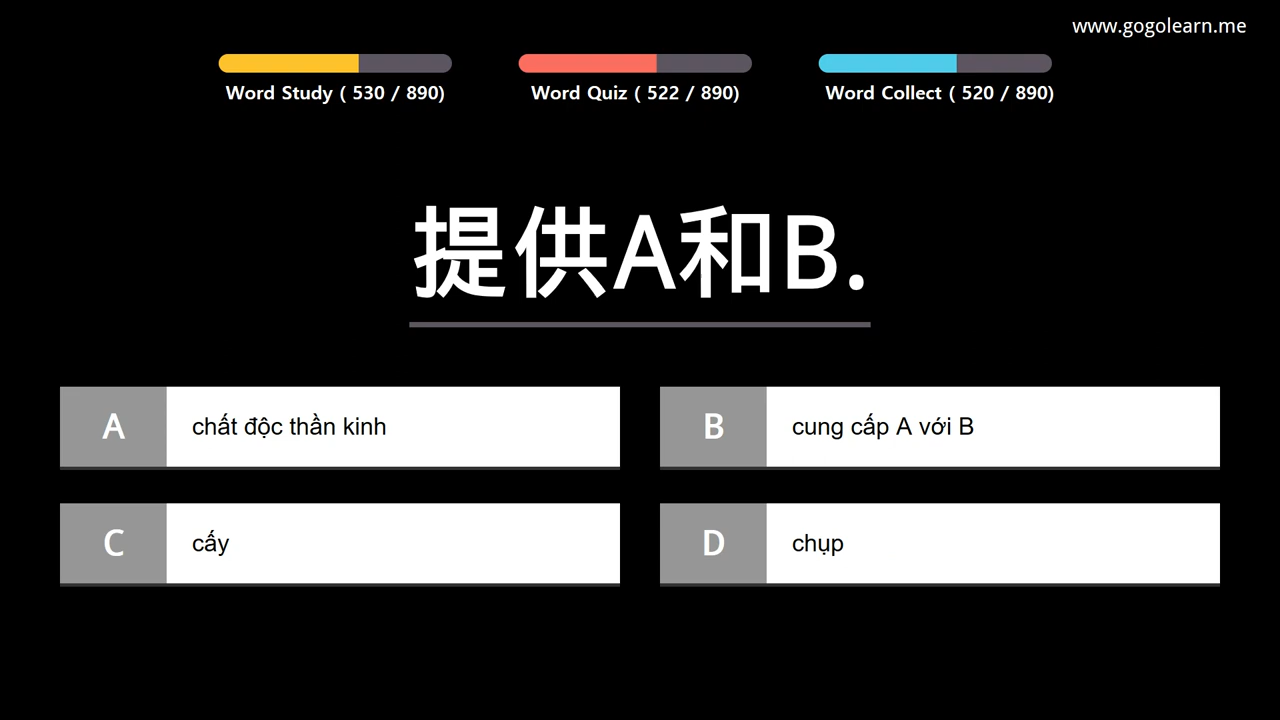 www.gogolearn.me
Word Study ( 530 / 890)
Word Quiz ( 522 / 890)
Word Collect ( 520 / 890)
提供A和B.
A chất độc thần kinh
B cung cấp A với B
C cấy
D chụp